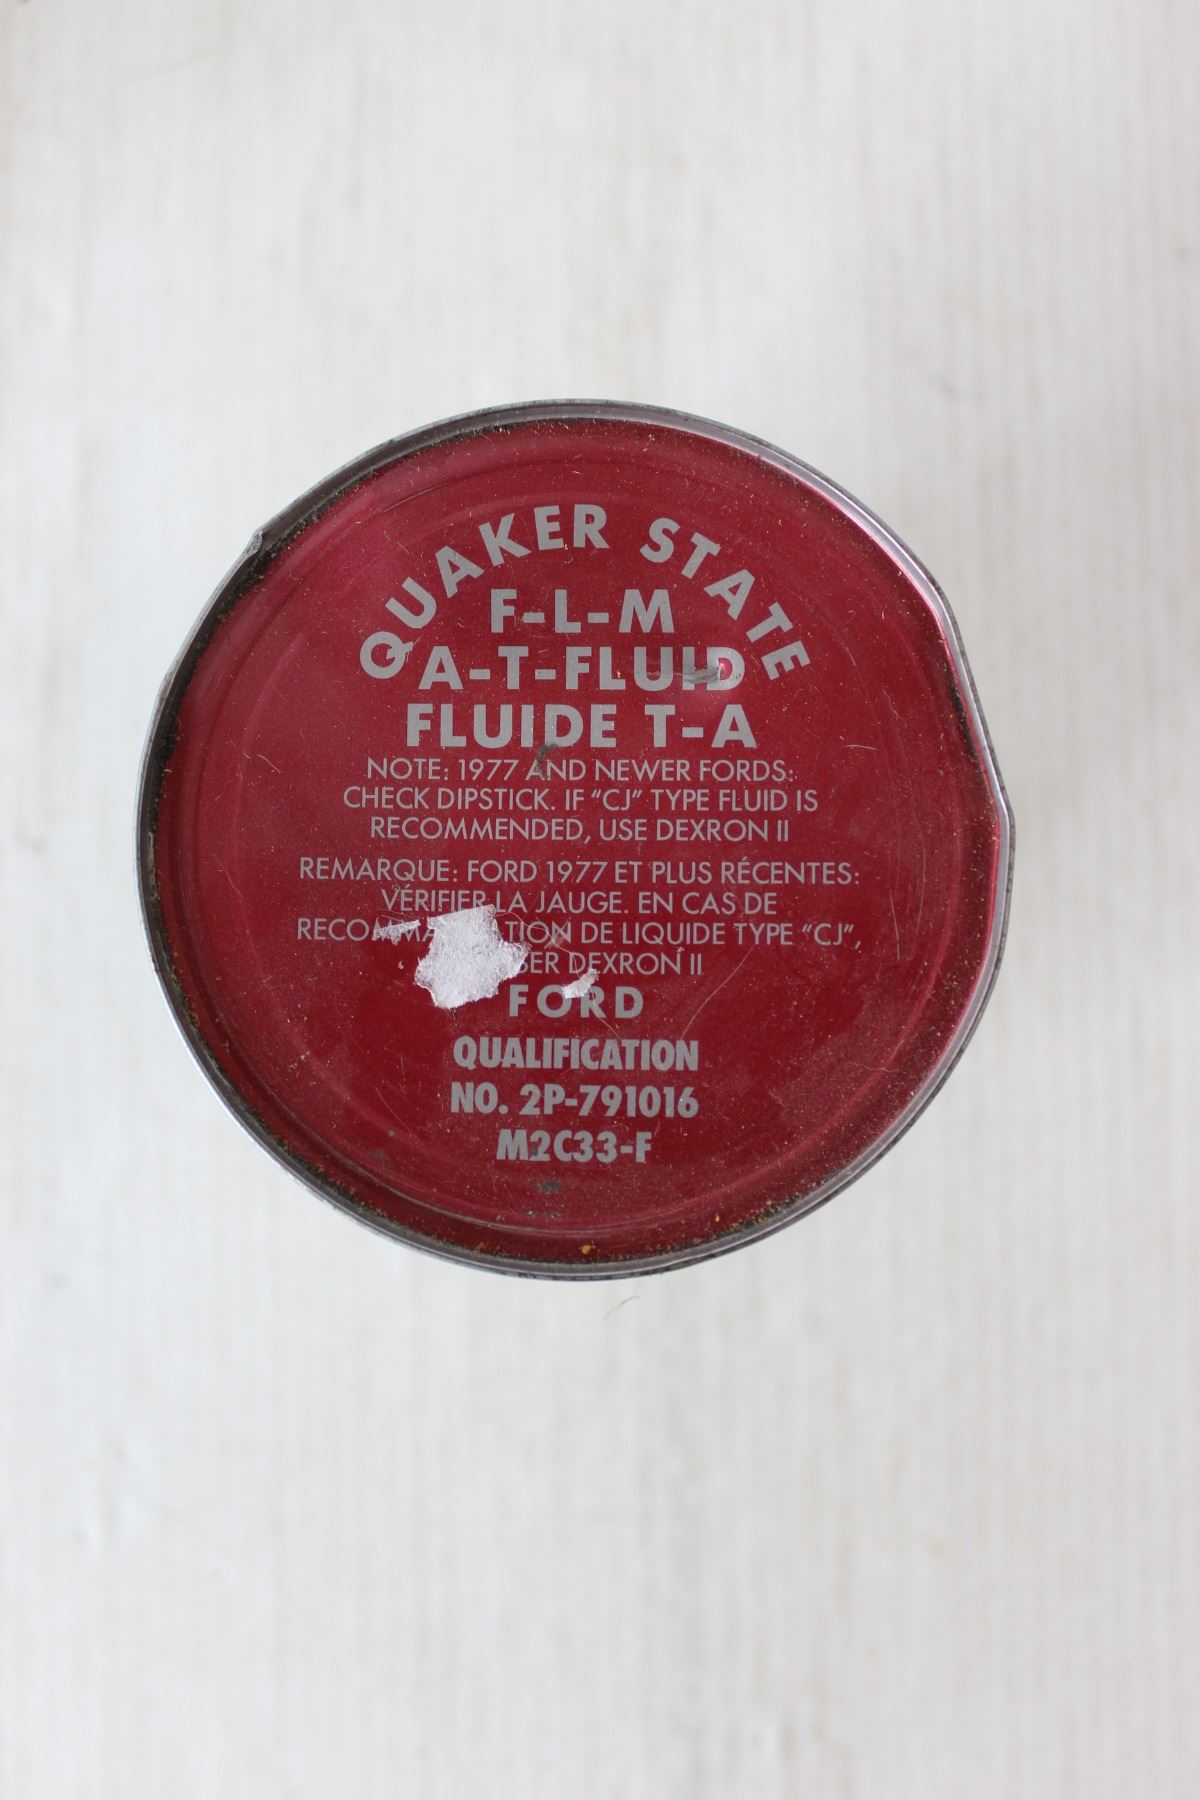 QUAKER STATE
F-L-M
A-T-FLUID
FLUIDE T-A
NOTE: 1977 AND NEWER FORDS:
CHECK DIPSTICK. IF "CJ" TYPE FLUID IS
RECOMMENDED, USE DEXRON II
REMARQUE: FORD 1977 ET PLUS RÉCENTES:
VÉRIFIER LA JAUGE. EN CAS DE
DE LIQUIDE TYPE "CJ",
DEXRON II
FORD
QUALIFICATION
NO. 2P-791016
M2C33-F